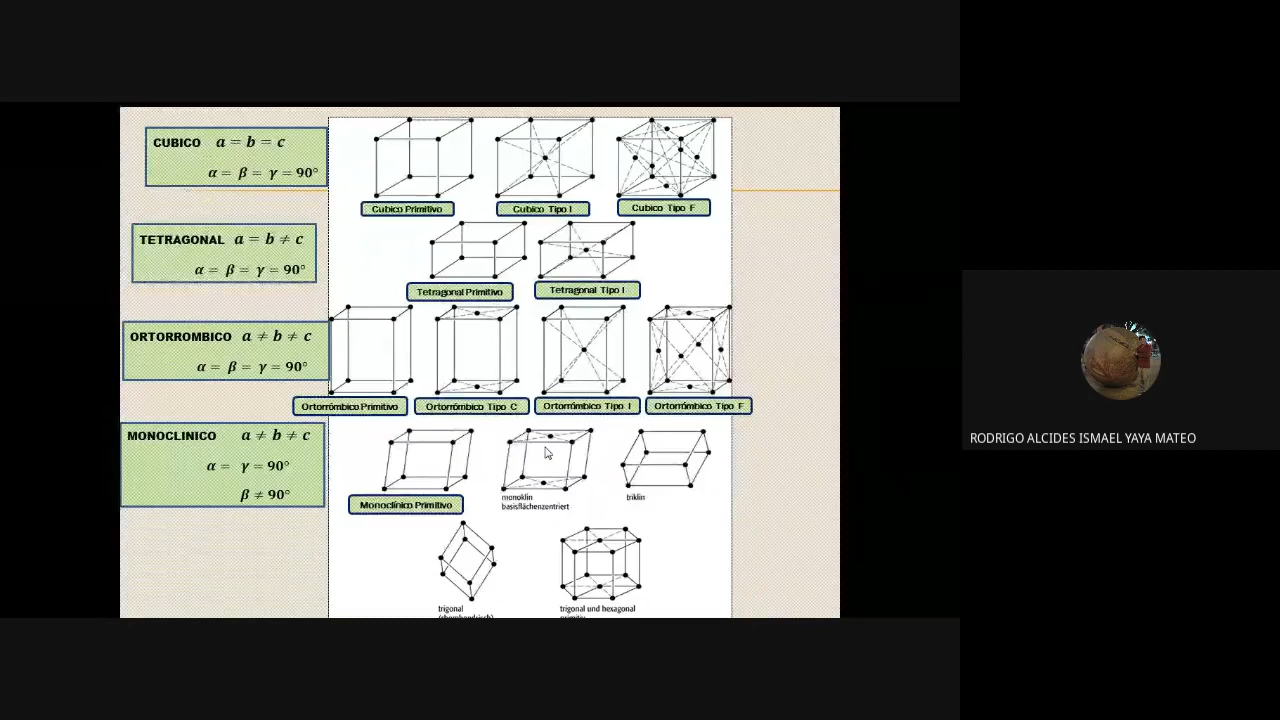 CUBICO a = b = c
α = β = γ = 90°
Cubico Primitivo
Cubico Tipo I
Cubico Tipo F
TETRAGONAL a = b ≠ c
α = β = γ = 90°
Tetragonal Primitivo
Tetragonal Tipo I
ORTORROMBICO a ≠ b ≠ c
α = β = γ = 90°
Ortorrómbico Primitivo
Ortorrómbico Tipo C
Ortorrómbico Tipo I
Ortorrómbico Tipo F
MONOCLINICO a ≠ b ≠ c
α = γ = 90°
β ≠ 90°
Monoclínico Primitivo
monoklin
basisflächenzentriert
triklin
trigonal
trigonal und hexagonal
RODRIGO ALCIDES ISMAEL YAYA MATEO